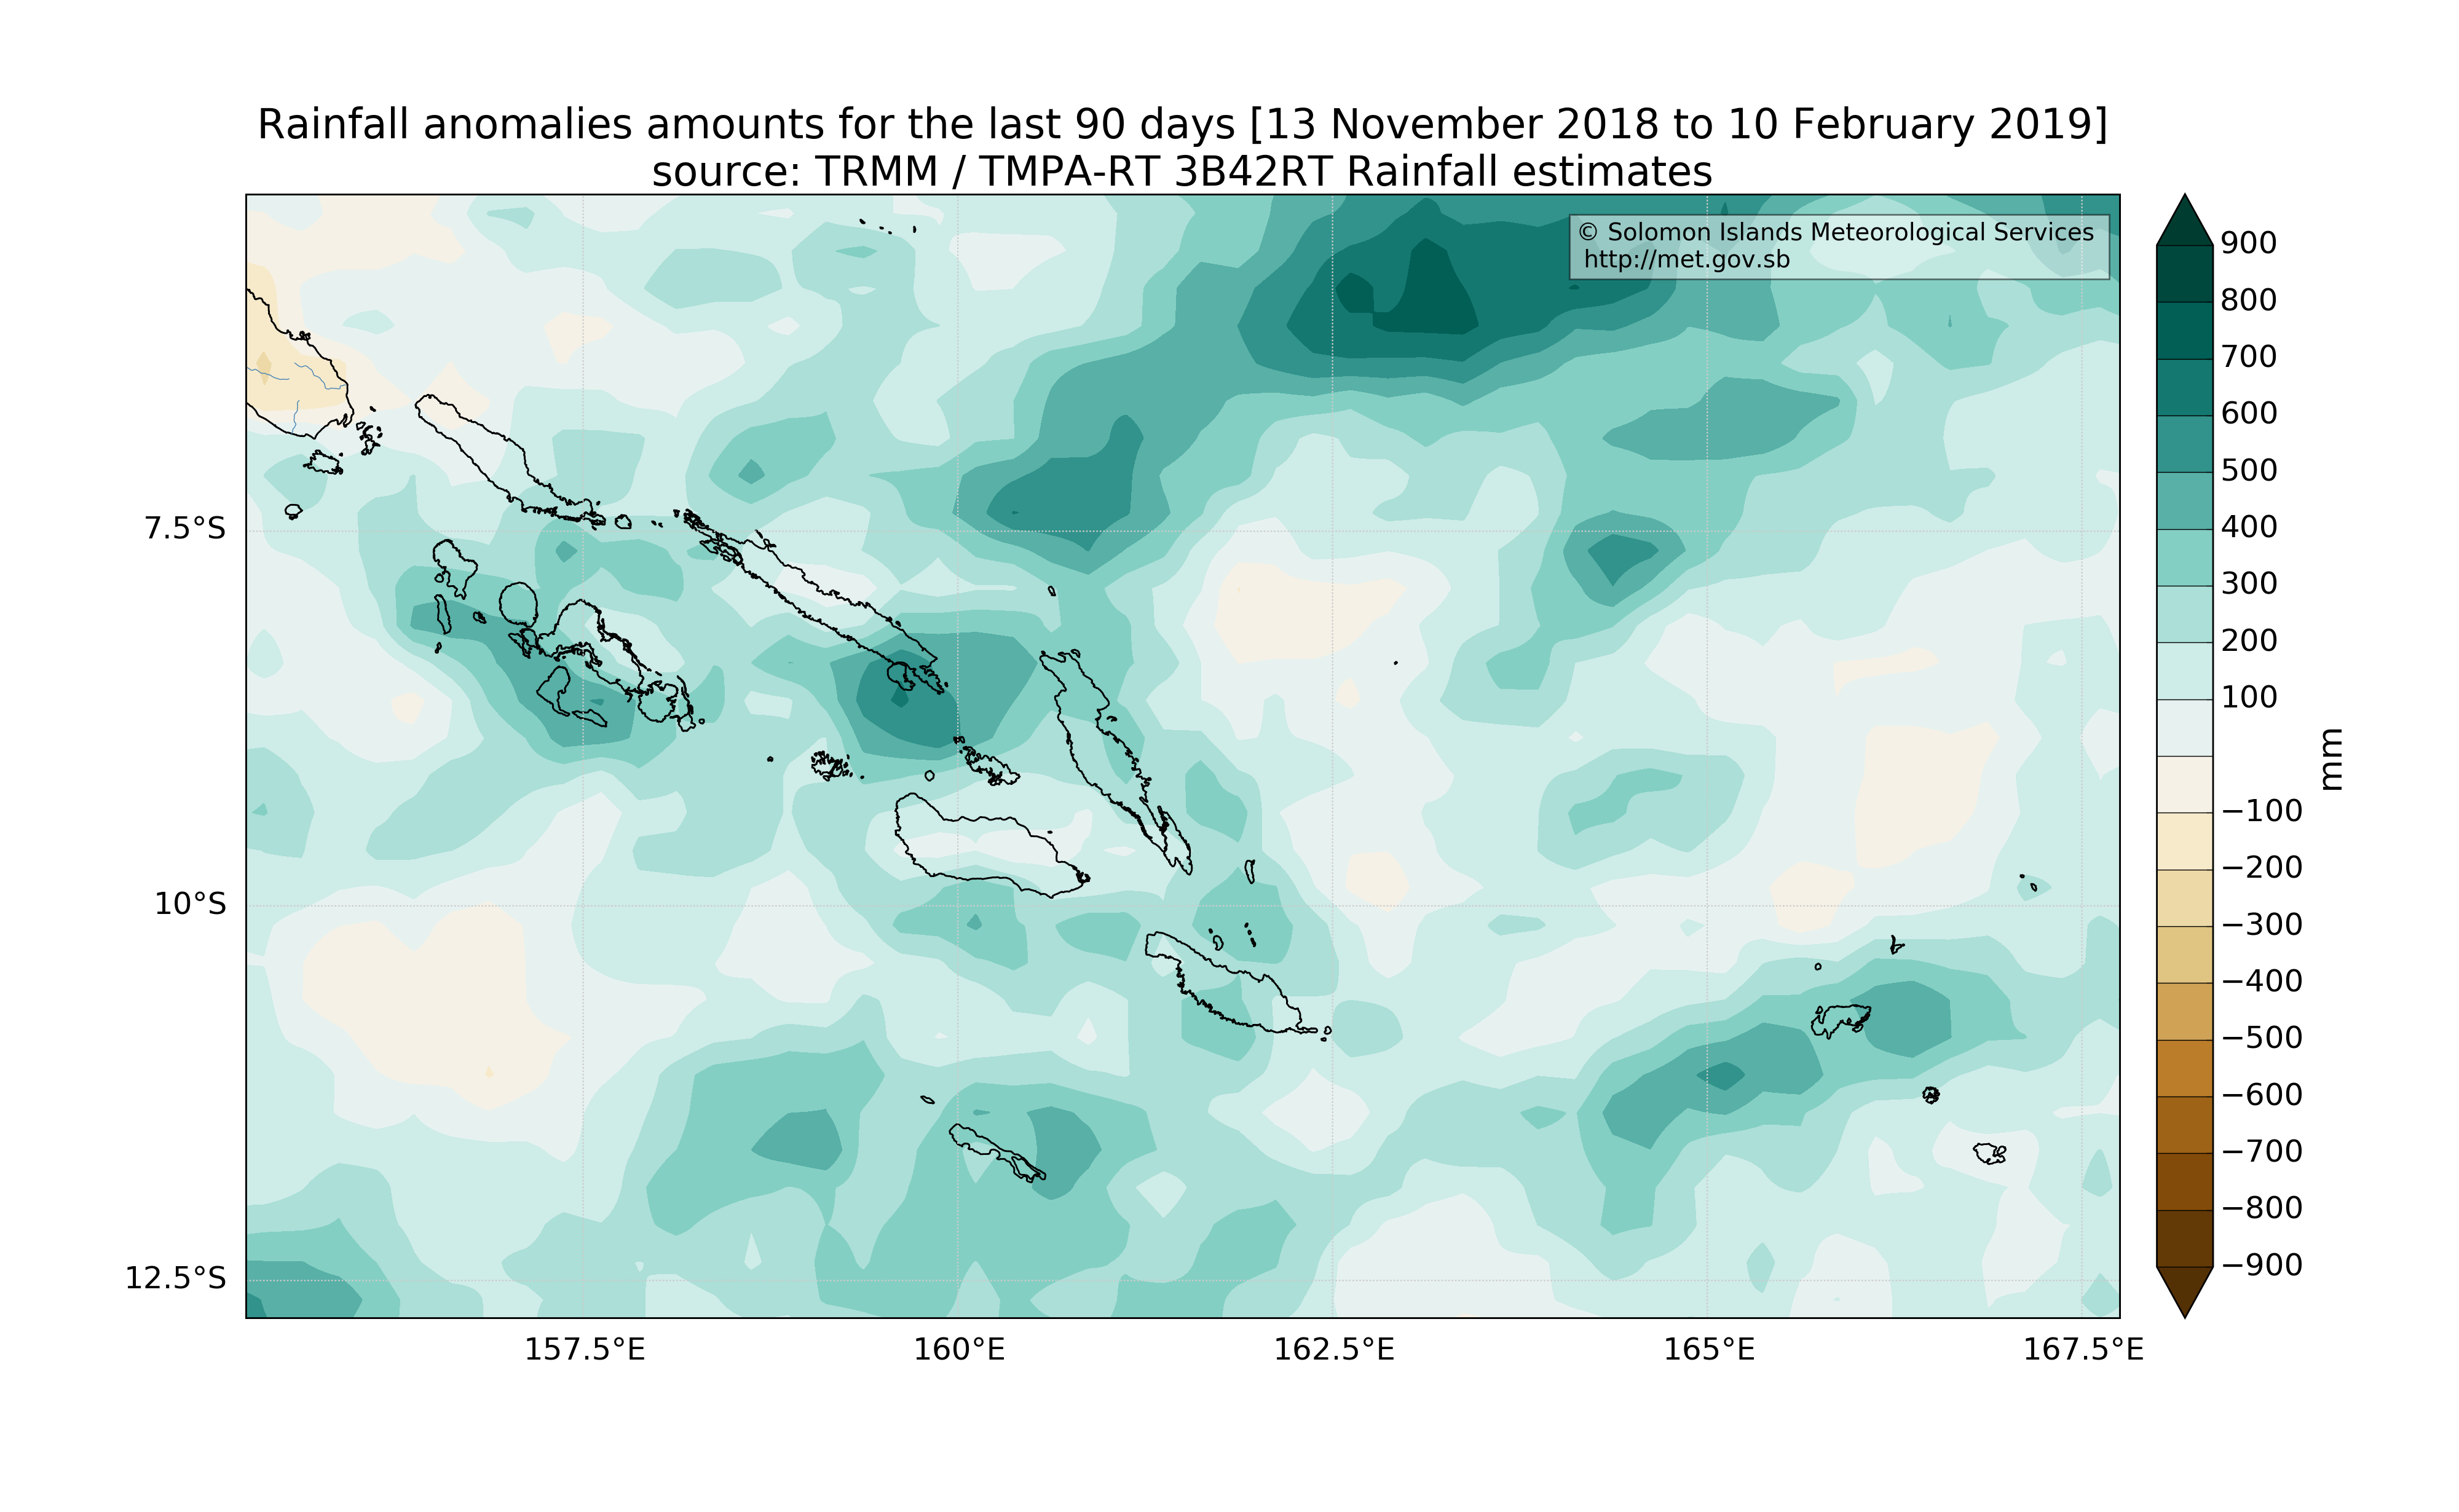 Rainfall anomalies amounts for the last 90 days [13 November 2018 to 10 February 2019]
source: TRMM / TMPA-RT 3B42RT Rainfall estimates
© Solomon Islands Meteorological Services
http://met.gov.sb
7.5°S
10°S
12.5°S
157.5°E
160°E
162.5°E
165°E
167.5°E
900
800
700
600
500
400
300
200
100
−100
−200
−300
−400
−500
−600
−700
−800
−900
mm